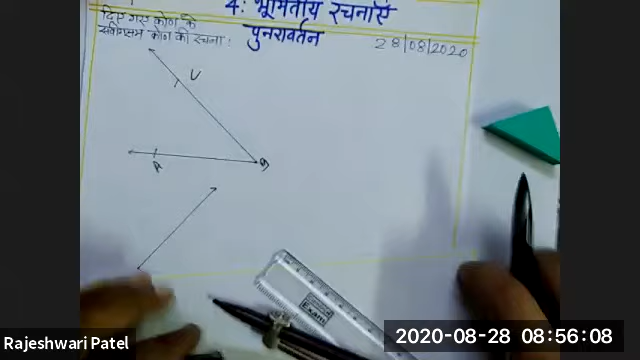 4: भूमितीय रचनाएँ
पुनरावर्तन
28/08/2020
दिए गए कोण के
सर्वांगसम कोण की रचना :
U
A
Exam
Rajeshwari Patel
2020-08-28 08:56:08